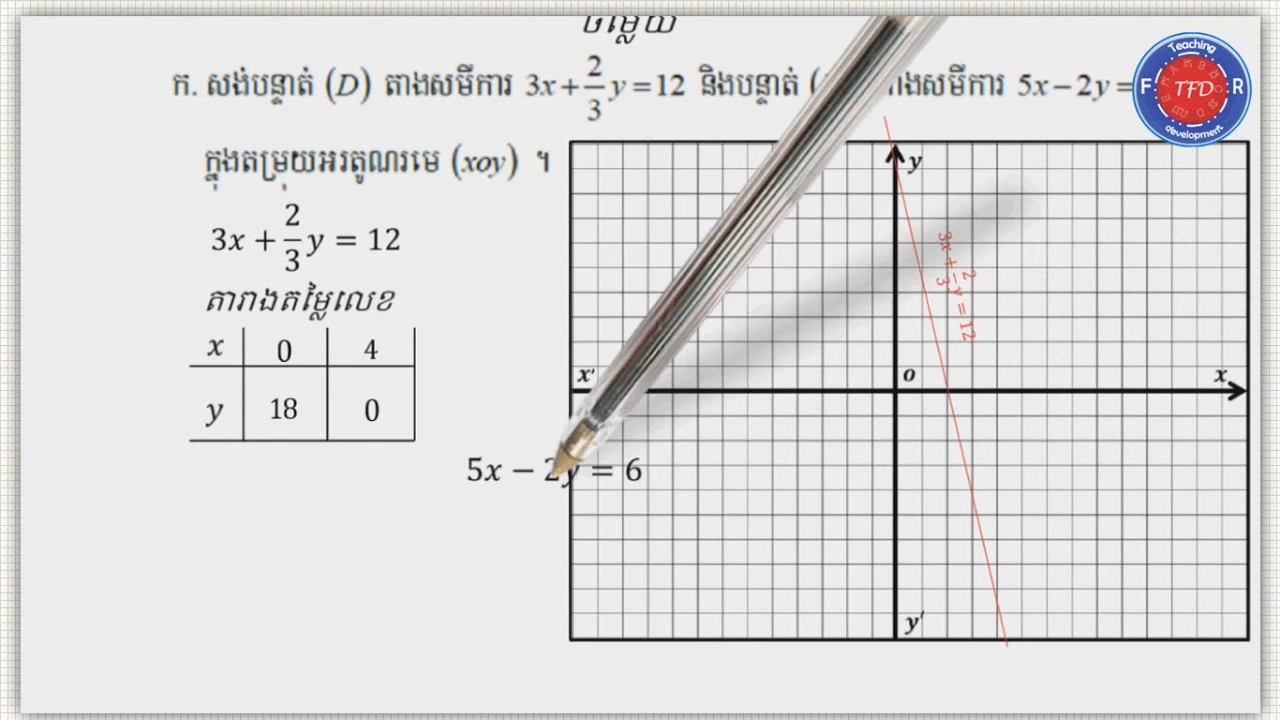 ចម្លើយ
ក. សង់បន្ទាត់ (D) តាងសមីការ 3x + 2/3 y = 12 និងបន្ទាត់ ( តាងសមីការ 5x − 2y =
ក្នុងតម្រុយអរតូណរមេ (xoy) ។
3x + 2/3 y = 12
តារាងតម្លៃលេខ
x 0 4
y 18 0
5x − 2y = 6
y
3x + 2/3 y = 12
x' o x
y'
Teaching
F TFD R
development